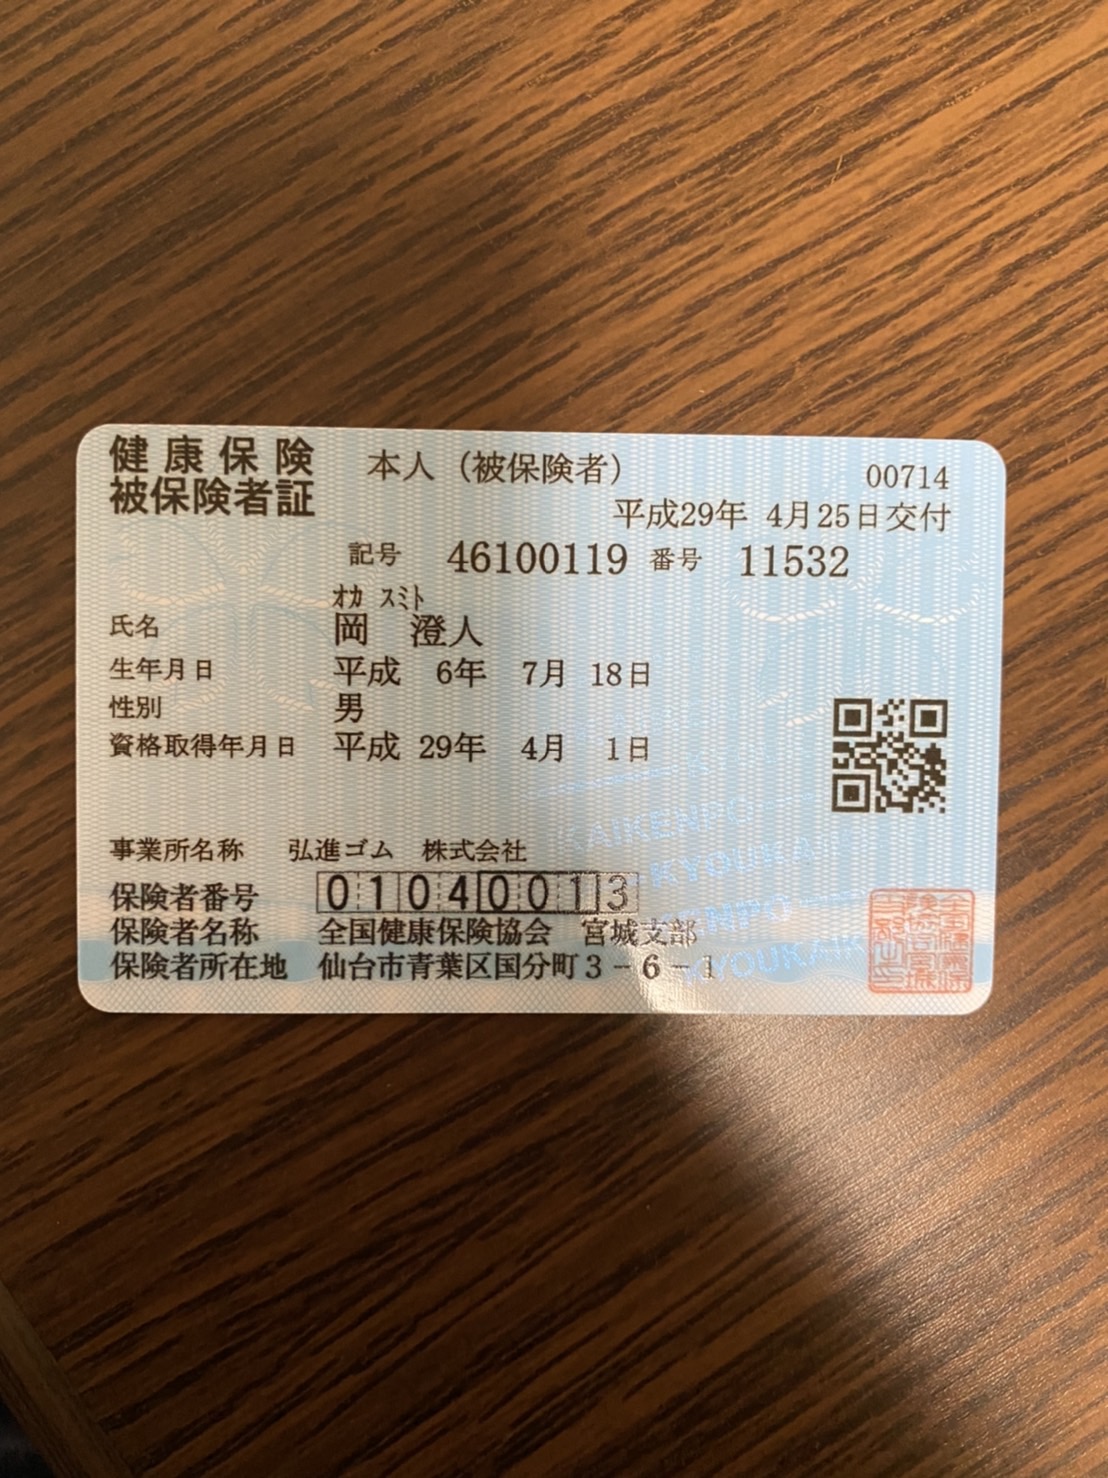 健康保険
被保険者証
本人（被保険者）
00714
平成29年 4月25日交付
記号 46100119 番号 11532
ｵｶ ｽﾐﾄ
氏名 岡 澄人
生年月日 平成 6年 7月 18日
性別 男
資格取得年月日 平成 29年 4月 1日
事業所名称 弘進ゴム 株式会社
保険者番号 01040013
保険者名称 全国健康保険協会 宮城支部
保険者所在地 仙台市青葉区国分町3-6-1